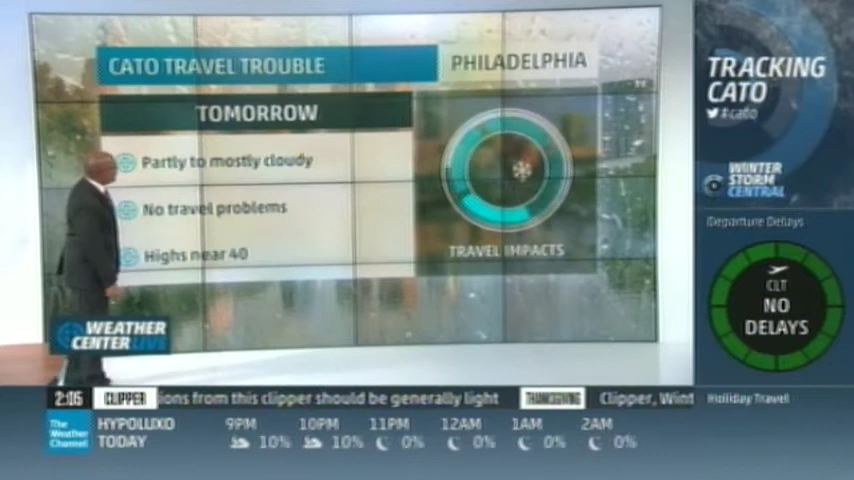 CATO TRAVEL TROUBLE
PHILADELPHIA
TOMORROW
Partly to mostly cloudy
No travel problems
Highs near 40
TRAVEL IMPACTS
WEATHER
CENTER LIVE
TRACKING
CATO
#cato
WINTER
STORM
CENTRAL
Departure Delays
CLT
NO
DELAYS
Holiday Travel
2:05 CLIPPER ions from this clipper should be generally light THANKSGIVING Clipper, Wint
The
Weather
Channel
HYPOLUXO
TODAY
9PM 10PM 11PM 12AM 1AM 2AM
10% 10% 0% 0% 0% 0%